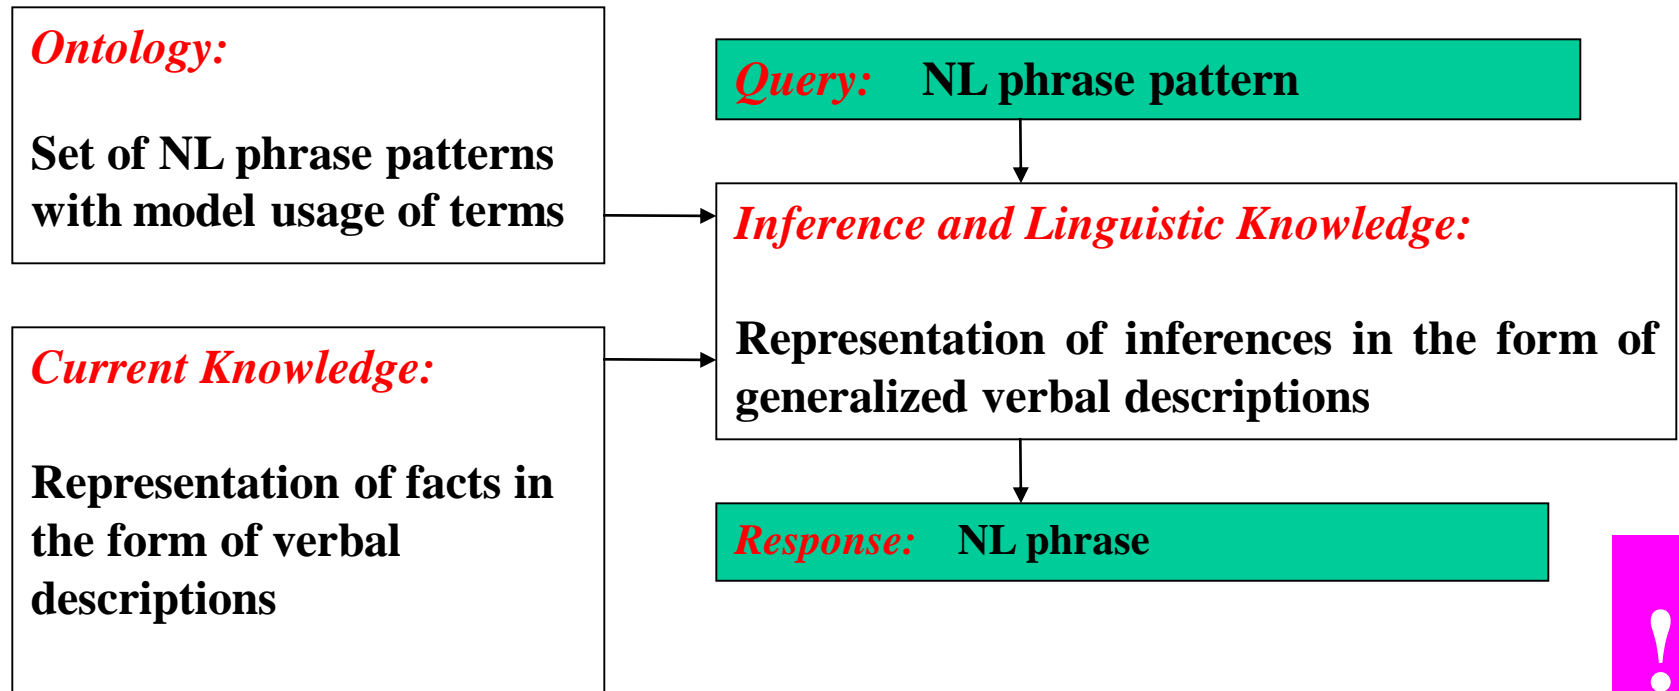 Ontology:
Set of NL phrase patterns
with model usage of terms
Current Knowledge:
Representation of facts in
the form of verbal
descriptions
Query: NL phrase pattern
Inference and Linguistic Knowledge:
Representation of inferences in the form of
generalized verbal descriptions
Response: NL phrase
!